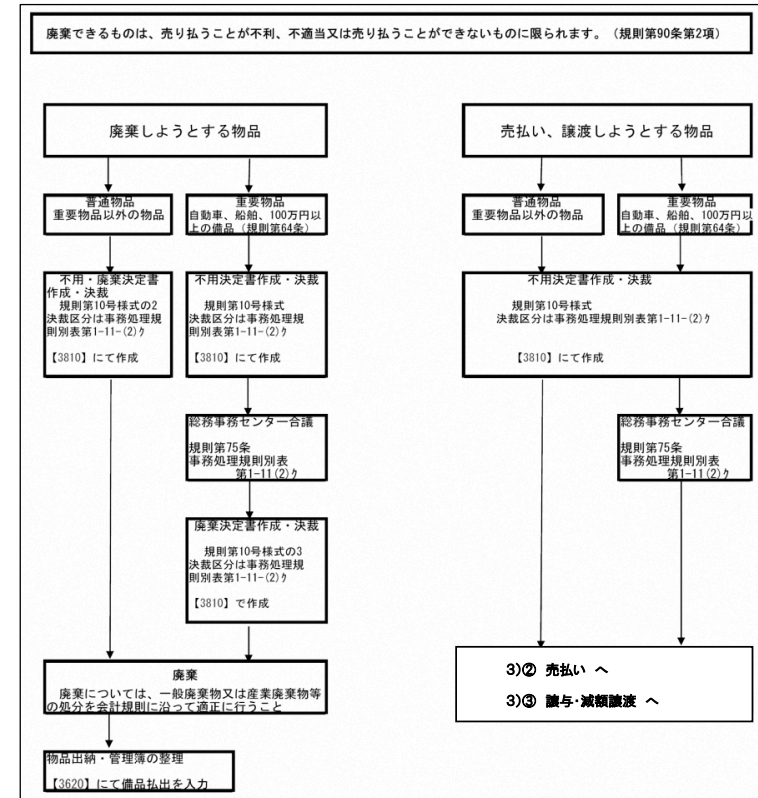 廃棄できるものは、売り払うことが不利、不適当又は売り払うことができないものに限られます。（規則第90条第2項）
廃棄しようとする物品
普通物品
重要物品以外の物品
重要物品
自動車、船舶、100万円以
上の備品（規則第64条）
不用・廃棄決定書
作成・決裁
規則第10号様式の2
決裁区分は事務処理規
則別表第1-11-(2)ｸ
【3810】にて作成
不用決定書作成・決裁
規則第10号様式
決裁区分は事務処理規
則別表第1-11-(2)ｸ
【3810】にて作成
総務事務センター合議
規則第75条
事務処理規則別表
第1-11(2)ｸ
廃棄決定書作成・決裁
規則第10号様式の3
決裁区分は事務処理規
則別表第1-11-(2)ｸ
【3810】で作成
廃棄
廃棄については、一般廃棄物又は産業廃棄物等
の処分を会計規則に沿って適正に行うこと
物品出納・管理簿の整理
【3620】にて備品払出を入力
売払い、譲渡しようとする物品
普通物品
重要物品以外の物品
重要物品
自動車、船舶、100万円以
上の備品（規則第64条）
不用決定書作成・決裁
規則第10号様式
決裁区分は事務処理規則別表第1-11-(2)ｸ
【3810】にて作成
総務事務センター合議
規則第75条
事務処理規則別表
第1-11(2)ｸ
3)② 売払い へ
3)③ 譲与・減額譲渡 へ